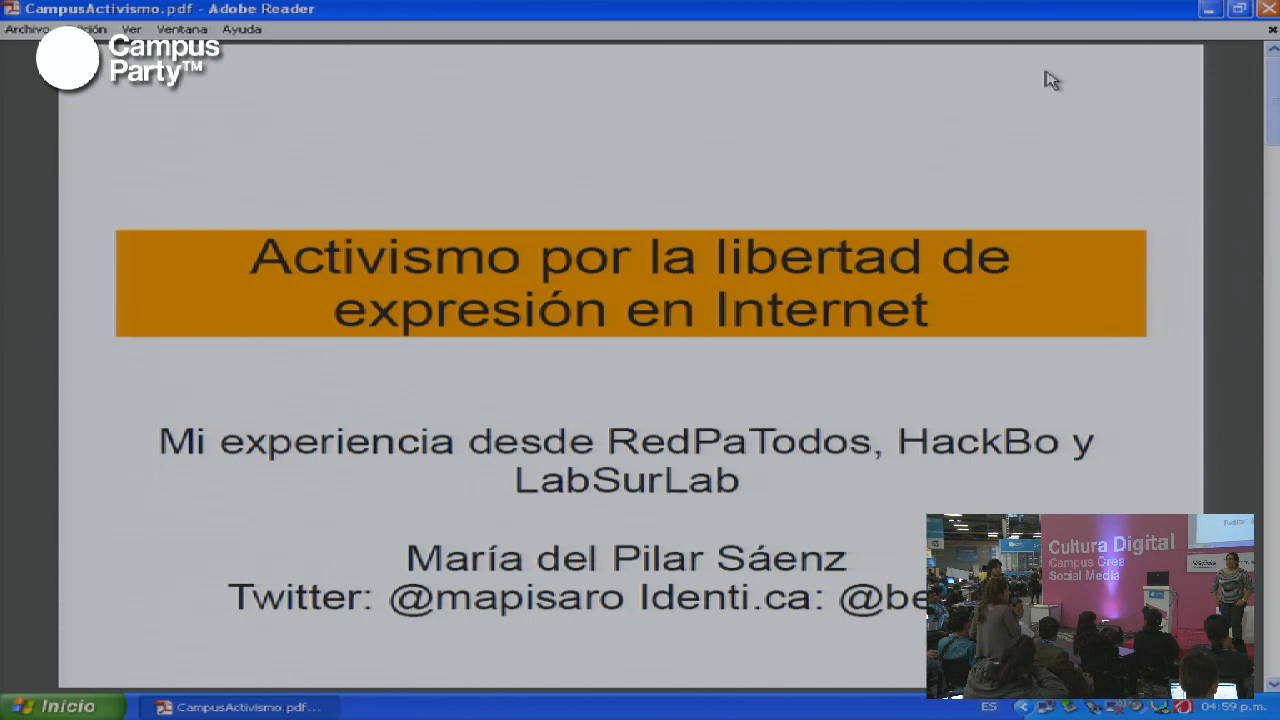 CampusActivismo.pdf - Adobe Reader
Archivo
Ver Ventana Ayuda
Campus
Party™
Activismo por la libertad de
expresión en Internet
Mi experiencia desde RedPaTodos, HackBo y
LabSurLab
María del Pilar Sáenz
Twitter: @mapisaro Identi.ca: @be
Cultura Digital
Campus Crea
Social Media
Inicio
CampusActivismo.pdf...
ES
04:59 p.m.